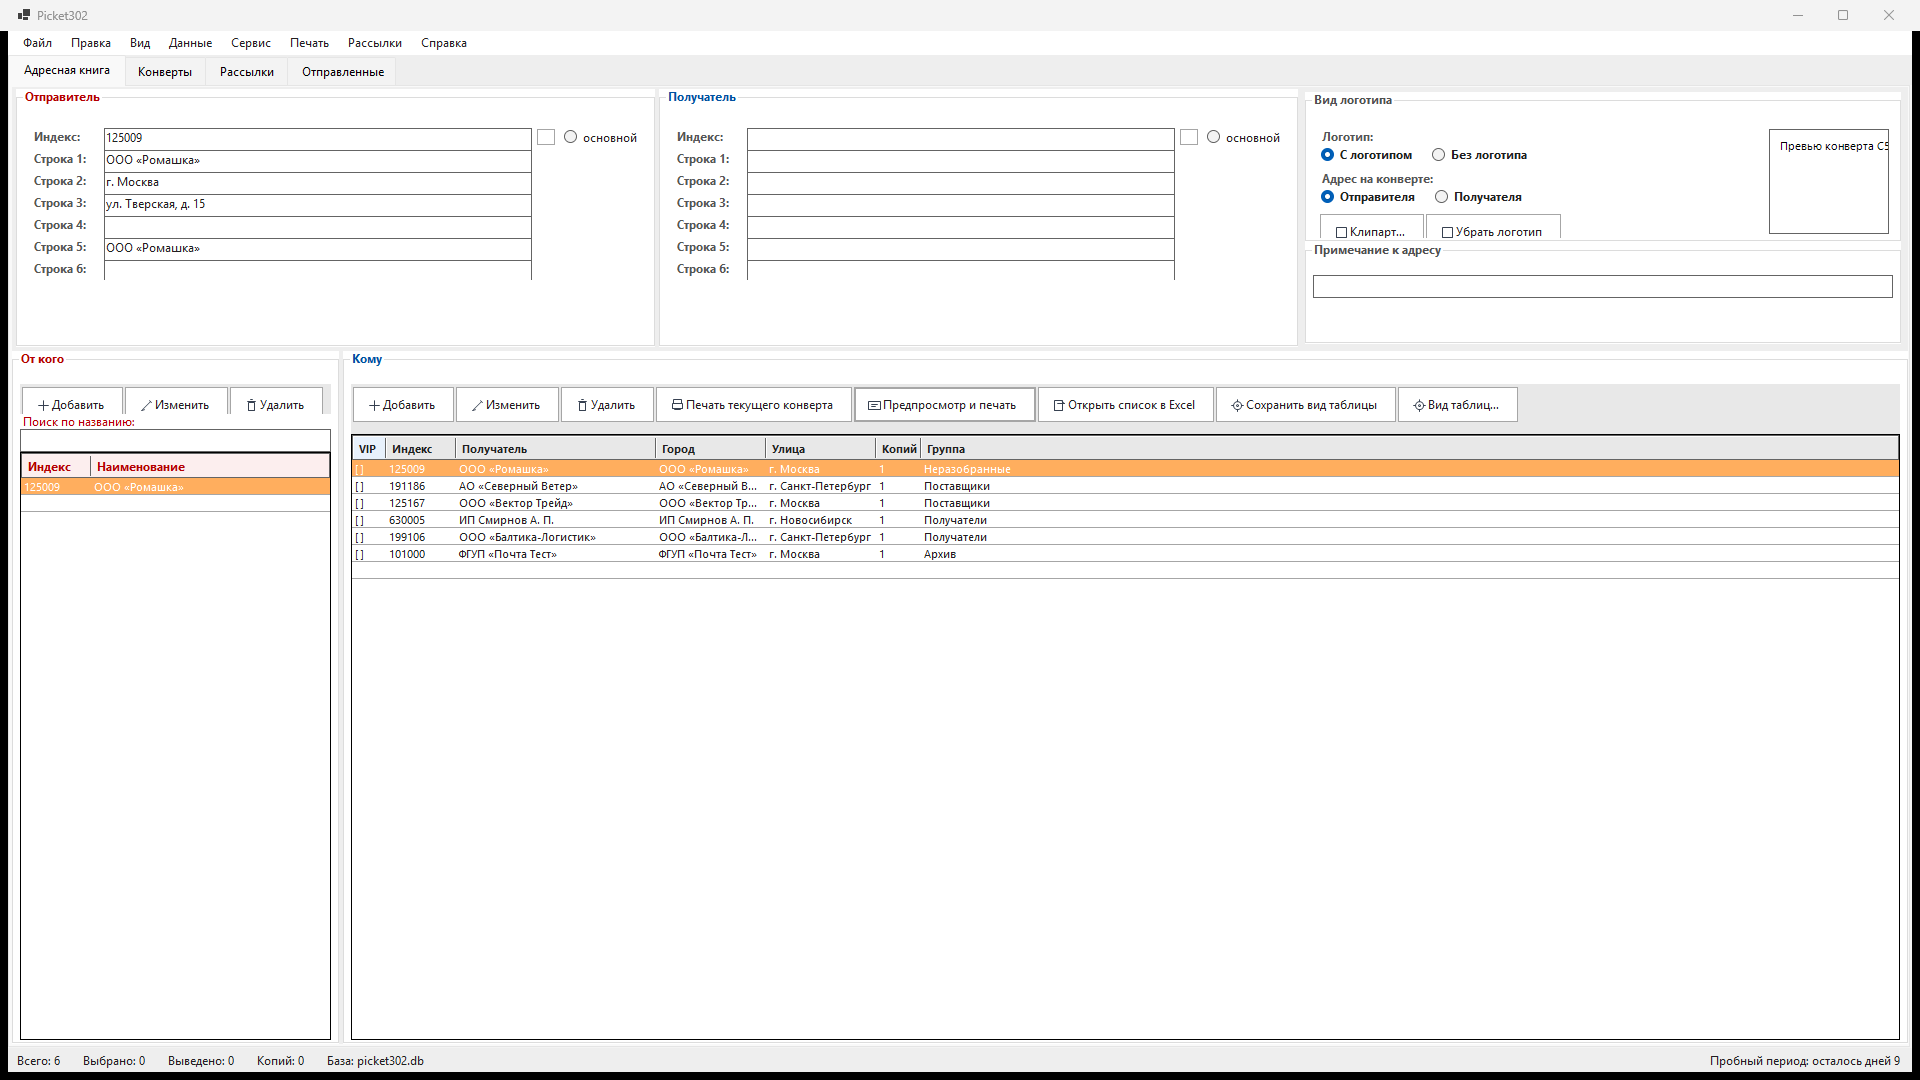 Picket302
Файл Правка Вид Данные Сервис Печать Рассылки Справка
Адресная книга Конверты Рассылки Отправленные
Отправитель
Индекс: 125009 основной
Строка 1: ООО «Ромашка»
Строка 2: г. Москва
Строка 3: ул. Тверская, д. 15
Строка 4:
Строка 5: ООО «Ромашка»
Строка 6:
Получатель
Индекс: основной
Строка 1:
Строка 2:
Строка 3:
Строка 4:
Строка 5:
Строка 6:
Вид логотипа
Логотип:
С логотипом Без логотипа
Адрес на конверте:
Отправителя Получателя
Клипарт... Убрать логотип
Превью конверта C5
Примечание к адресу
От кого
Добавить Изменить Удалить
Поиск по названию:
Индекс Наименование
125009 ООО «Ромашка»
Кому
Добавить Изменить Удалить Печать текущего конверта Предпросмотр и печать Открыть список в Excel Сохранить вид таблицы Вид таблиц...
VIP Индекс Получатель Город Улица Копий Группа
[ ] 125009 ООО «Ромашка» ООО «Ромашка» г. Москва 1 Неразобранные
[ ] 191186 АО «Северный Ветер» АО «Северный В... г. Санкт-Петербург 1 Поставщики
[ ] 125167 ООО «Вектор Трейд» ООО «Вектор Тр... г. Москва 1 Поставщики
[ ] 630005 ИП Смирнов А. П. ИП Смирнов А. П. г. Новосибирск 1 Получатели
[ ] 199106 ООО «Балтика-Логистик» ООО «Балтика-Л... г. Санкт-Петербург 1 Получатели
[ ] 101000 ФГУП «Почта Тест» ФГУП «Почта Тест» г. Москва 1 Архив
Всего: 6 Выбрано: 0 Выведено: 0 Копий: 0 База: picket302.db Пробный период: осталось дней 9